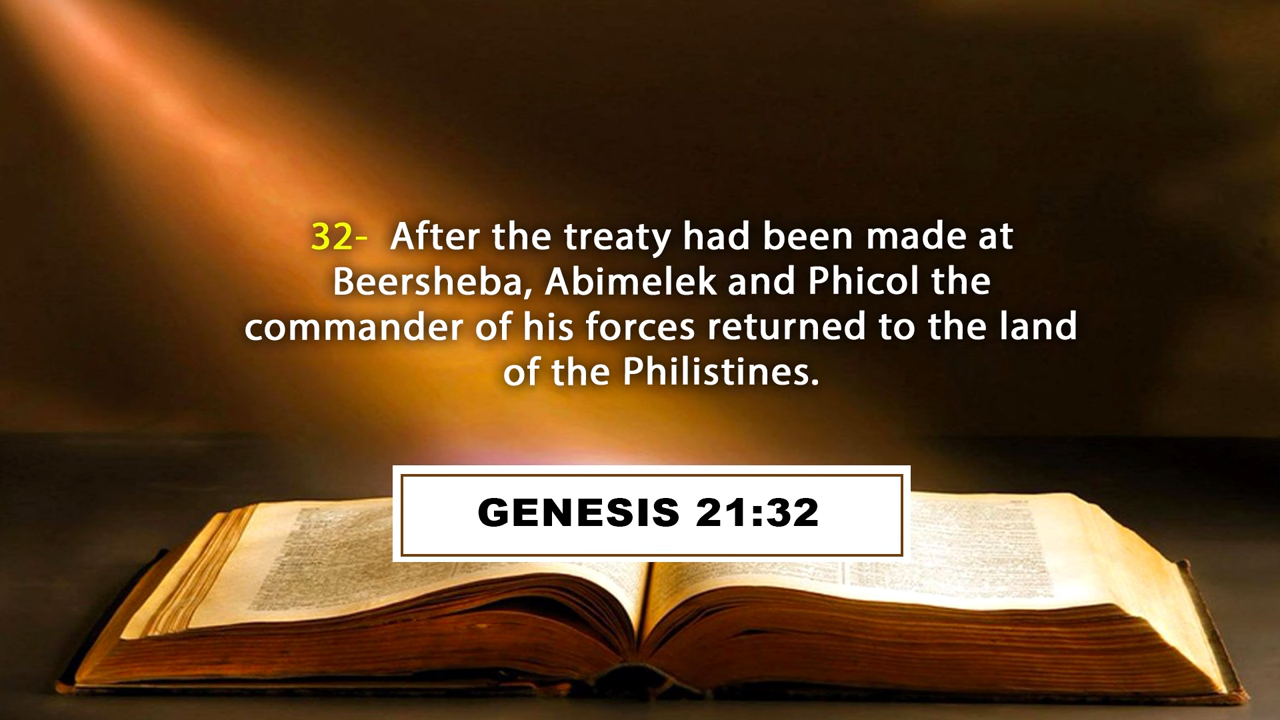 32- After the treaty had been made at
Beersheba, Abimelek and Phicol the
commander of his forces returned to the land
of the Philistines.
GENESIS 21:32